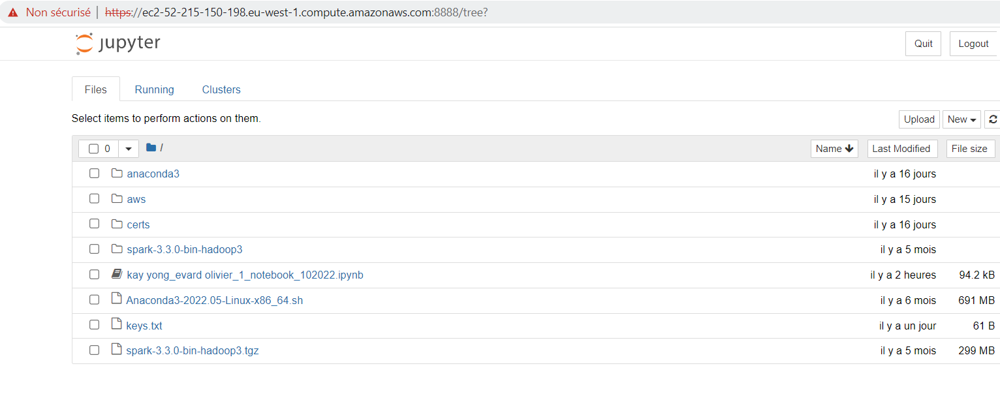 Non sécurisé | https://ec2-52-215-150-198.eu-west-1.compute.amazonaws.com:8888/tree?
jupyter Quit Logout
Files Running Clusters
Select items to perform actions on them. Upload New
0 / Name Last Modified File size
anaconda3 il y a 16 jours
aws il y a 15 jours
certs il y a 16 jours
spark-3.3.0-bin-hadoop3 il y a 5 mois
kay yong_evard olivier_1_notebook_102022.ipynb il y a 2 heures 94.2 kB
Anaconda3-2022.05-Linux-x86_64.sh il y a 6 mois 691 MB
keys.txt il y a un jour 61 B
spark-3.3.0-bin-hadoop3.tgz il y a 5 mois 299 MB